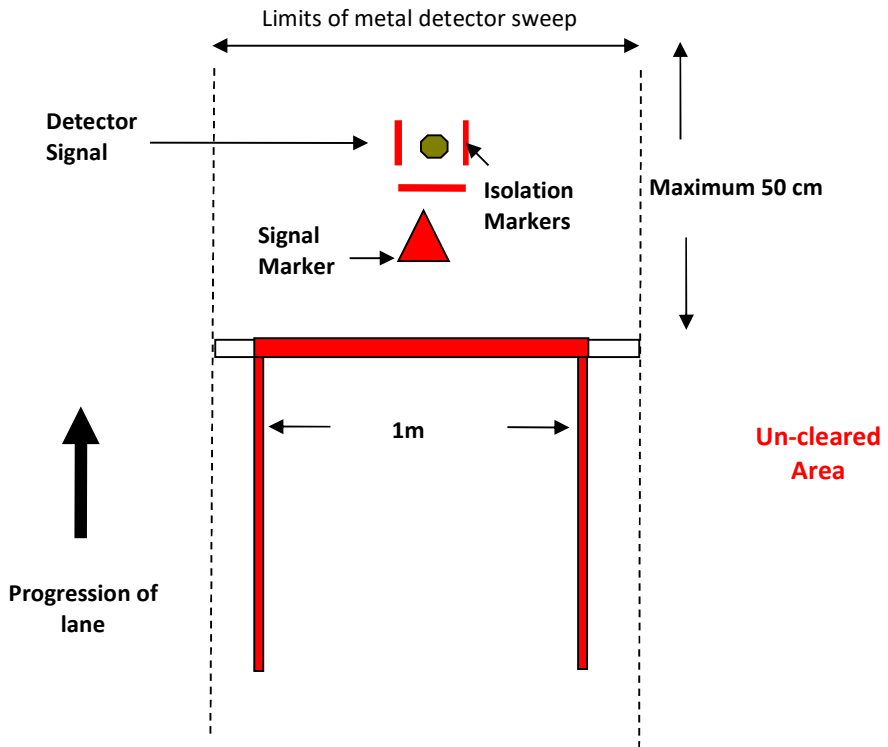 Limits of metal detector sweep
Detector
Signal
Isolation
Markers
Maximum 50 cm
Signal
Marker
1m
Un-cleared
Area
Progression of
lane